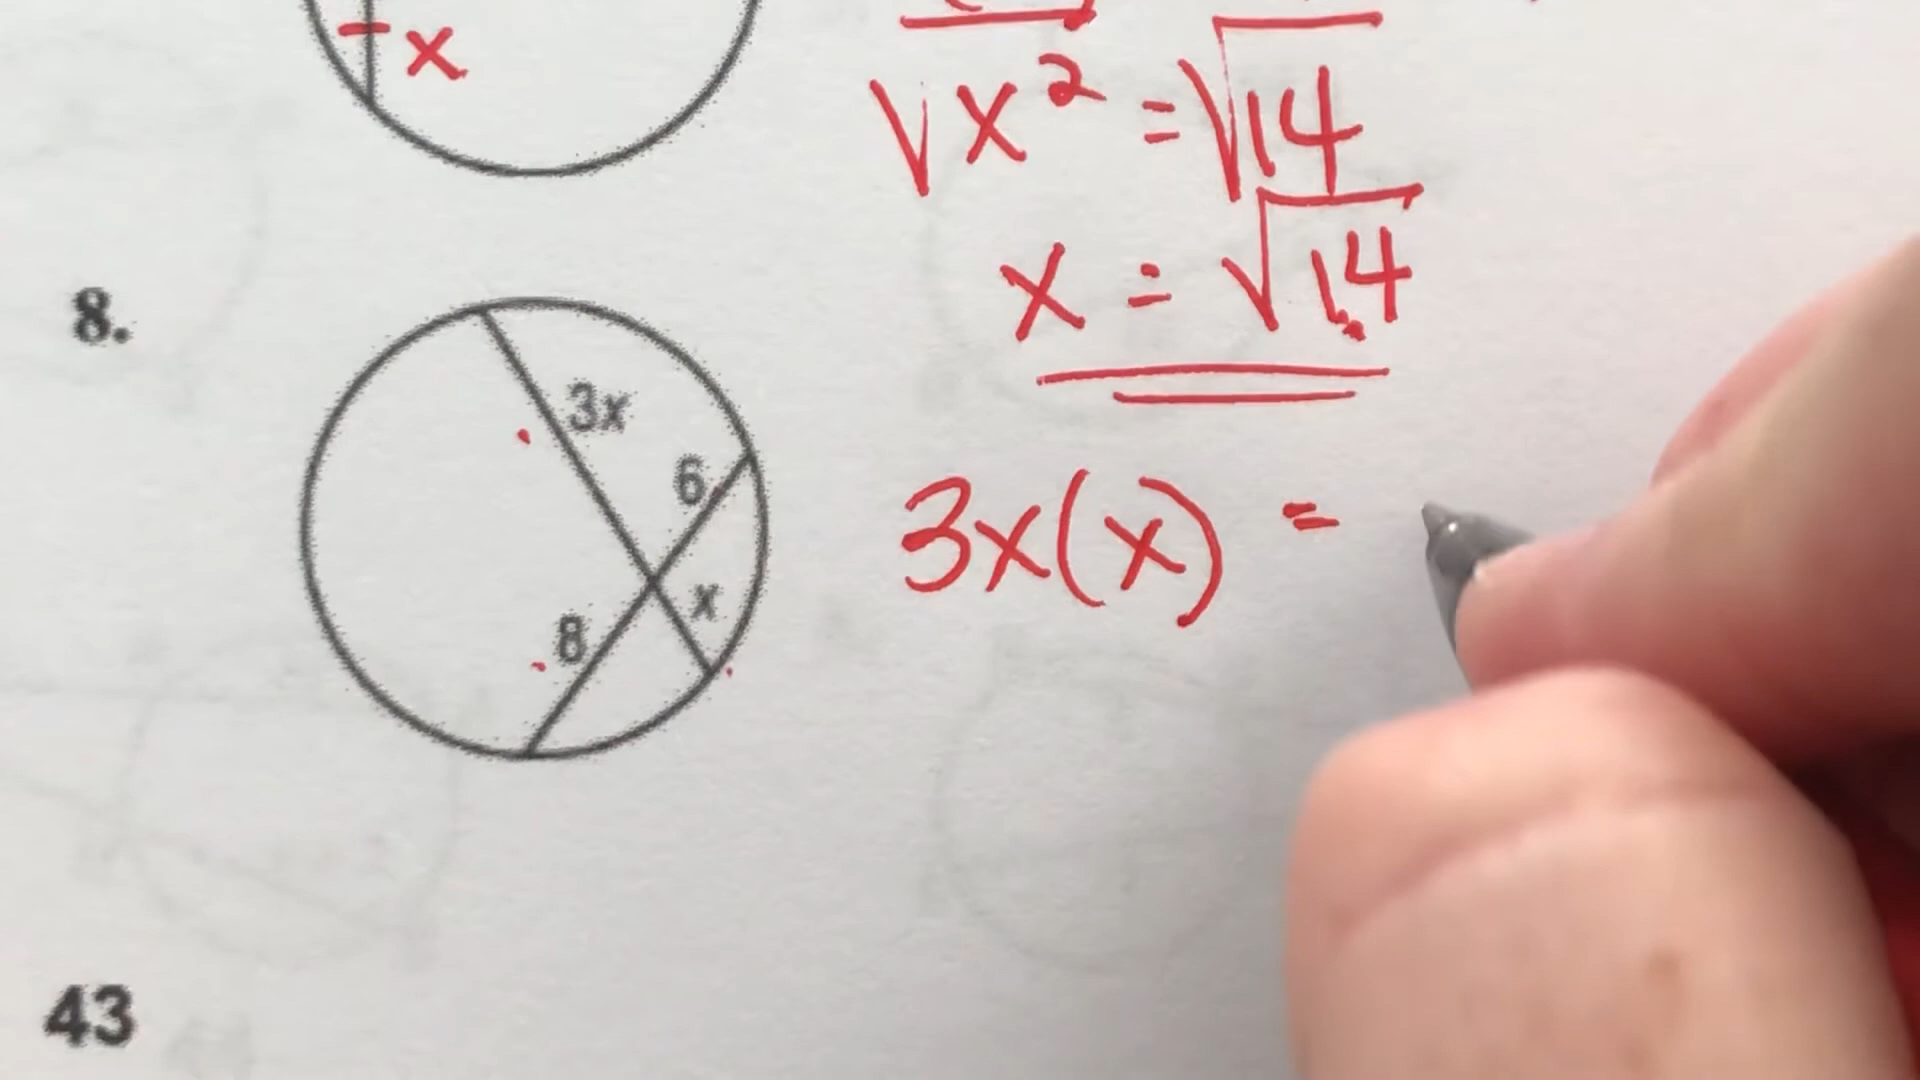 x
√x² = √14
x = √14
8.
3x
6
3x(x) =
x
8
43